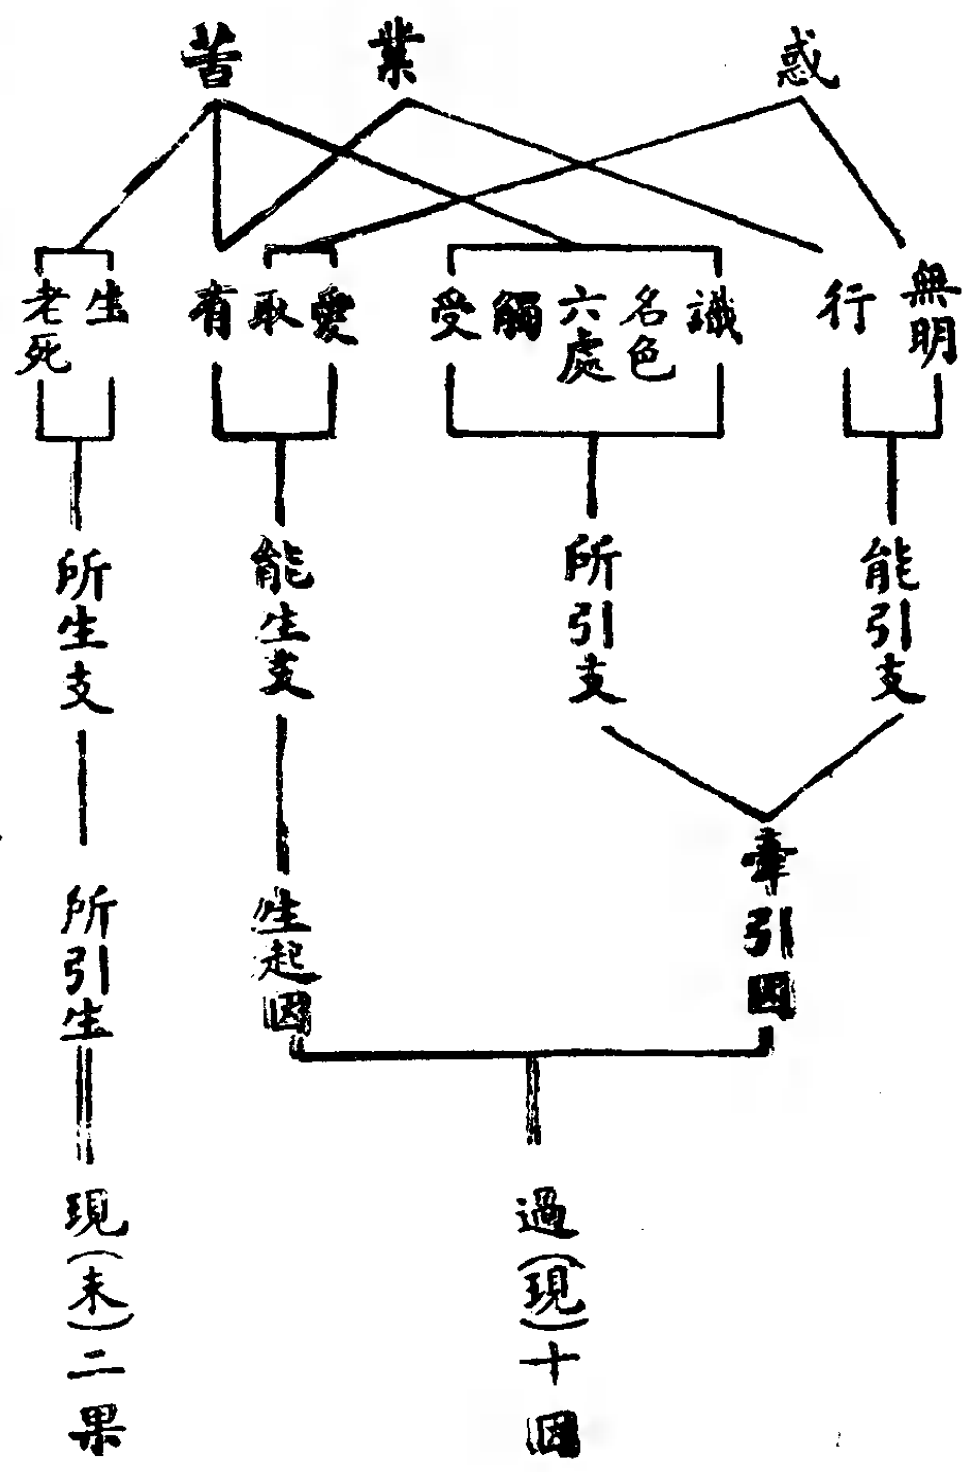 惑
業
苦
無明
行
識
名色
六處
觸
受
愛
取
有
生
老死
能引支
所引支
能生支
所生支
牽引因
生起因
所引生
過(現)十因
現(未)二果